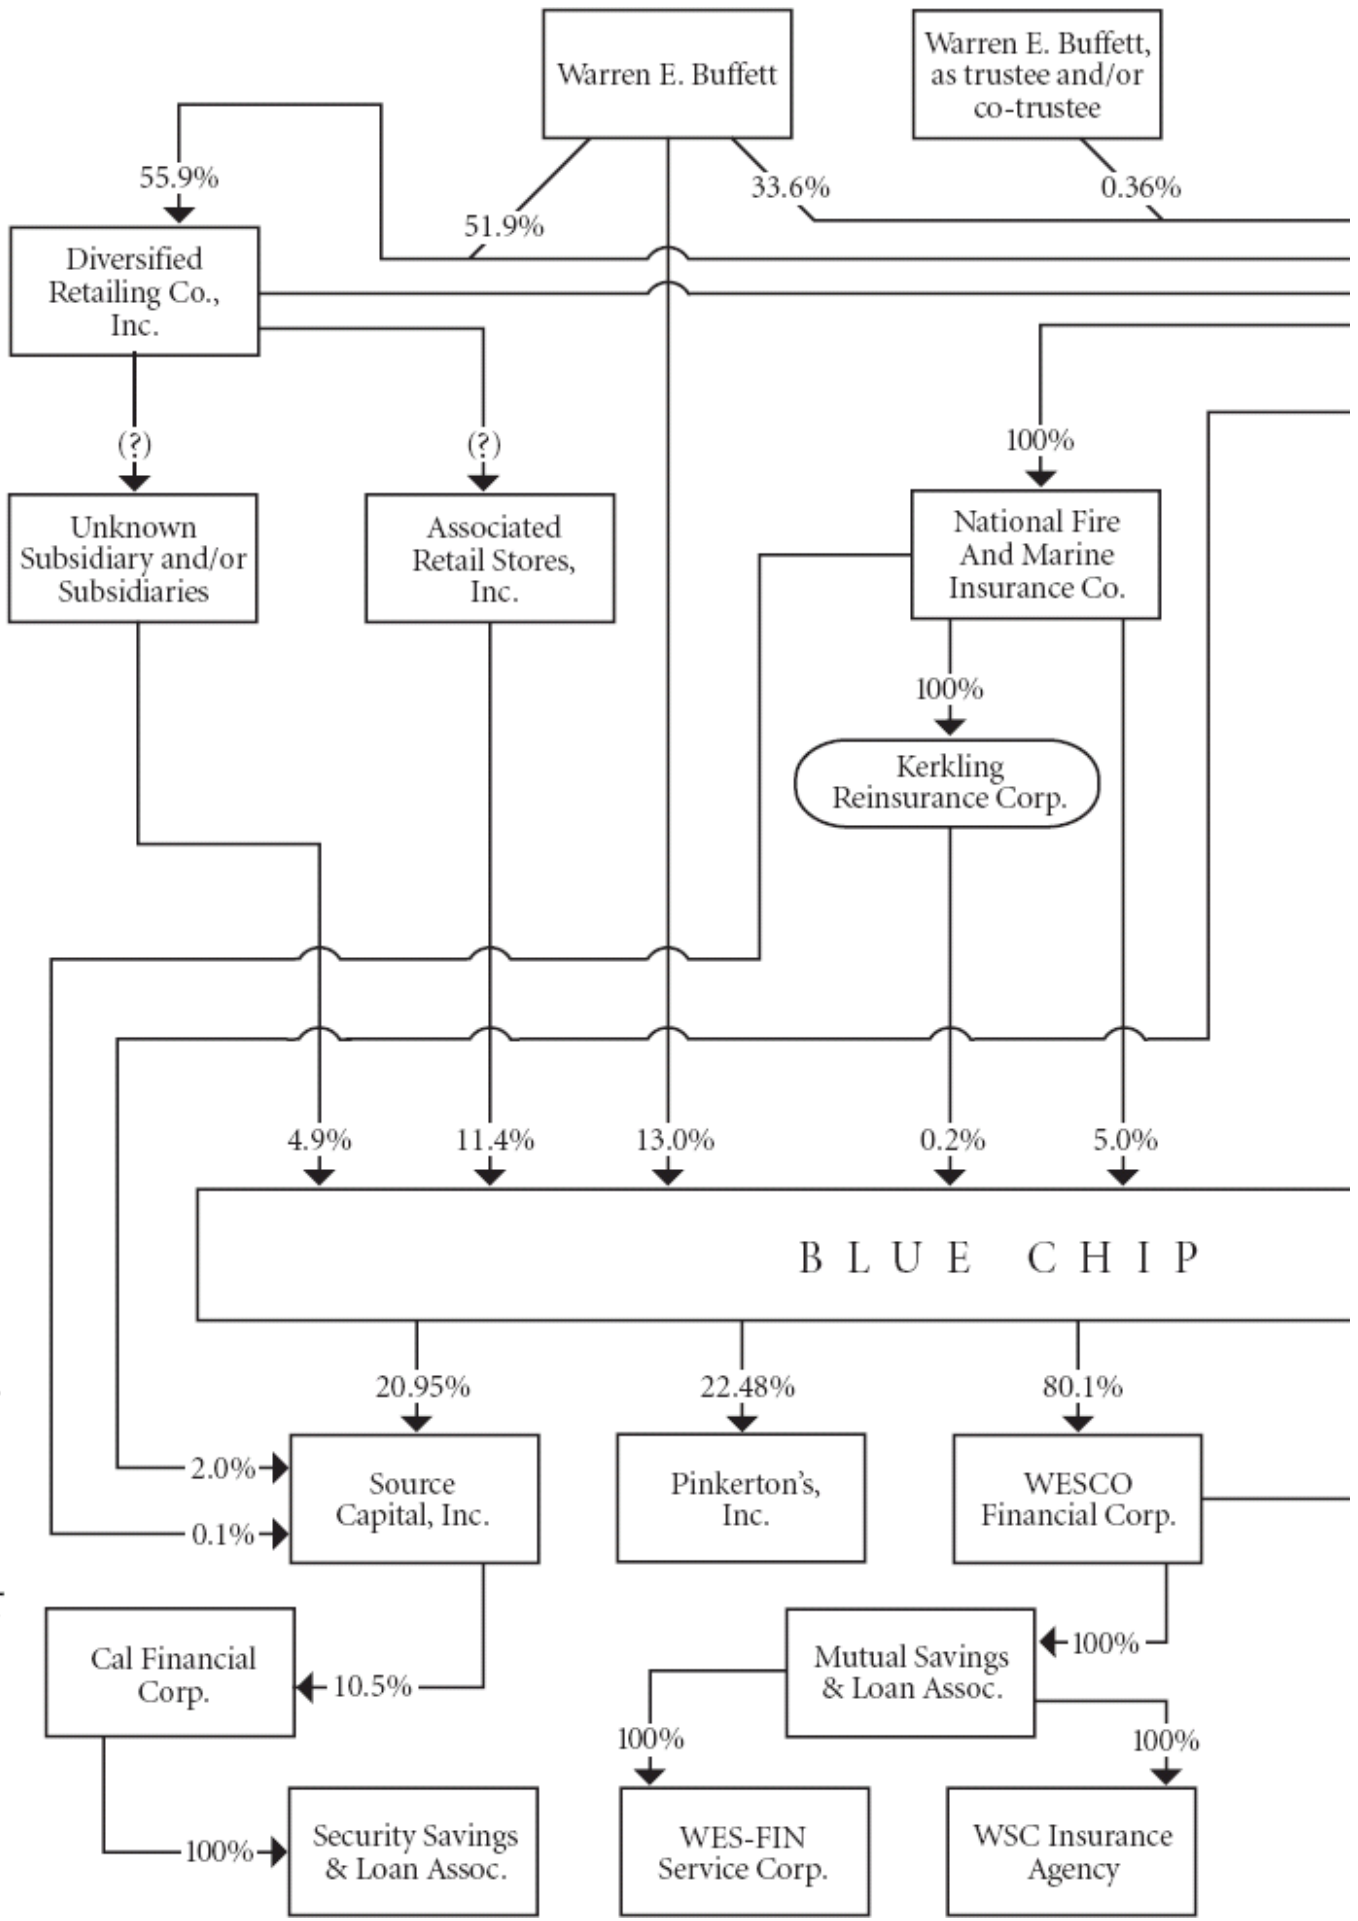 Warren E. Buffett
Warren E. Buffett,
as trustee and/or
co-trustee
55.9%
51.9%
33.6%
0.36%
Diversified
Retailing Co.,
Inc.
(?)
(?)
100%
Unknown
Subsidiary and/or
Subsidiaries
Associated
Retail Stores,
Inc.
National Fire
And Marine
Insurance Co.
100%
Kerkling
Reinsurance Corp.
4.9%
11.4%
13.0%
0.2%
5.0%
BLUE CHIP
20.95%
22.48%
80.1%
2.0%
0.1%
Source
Capital, Inc.
Pinkerton’s,
Inc.
WESCO
Financial Corp.
Cal Financial
Corp.
10.5%
Mutual Savings
& Loan Assoc.
100%
100%
100%
100%
Security Savings
& Loan Assoc.
WES-FIN
Service Corp.
WSC Insurance
Agency